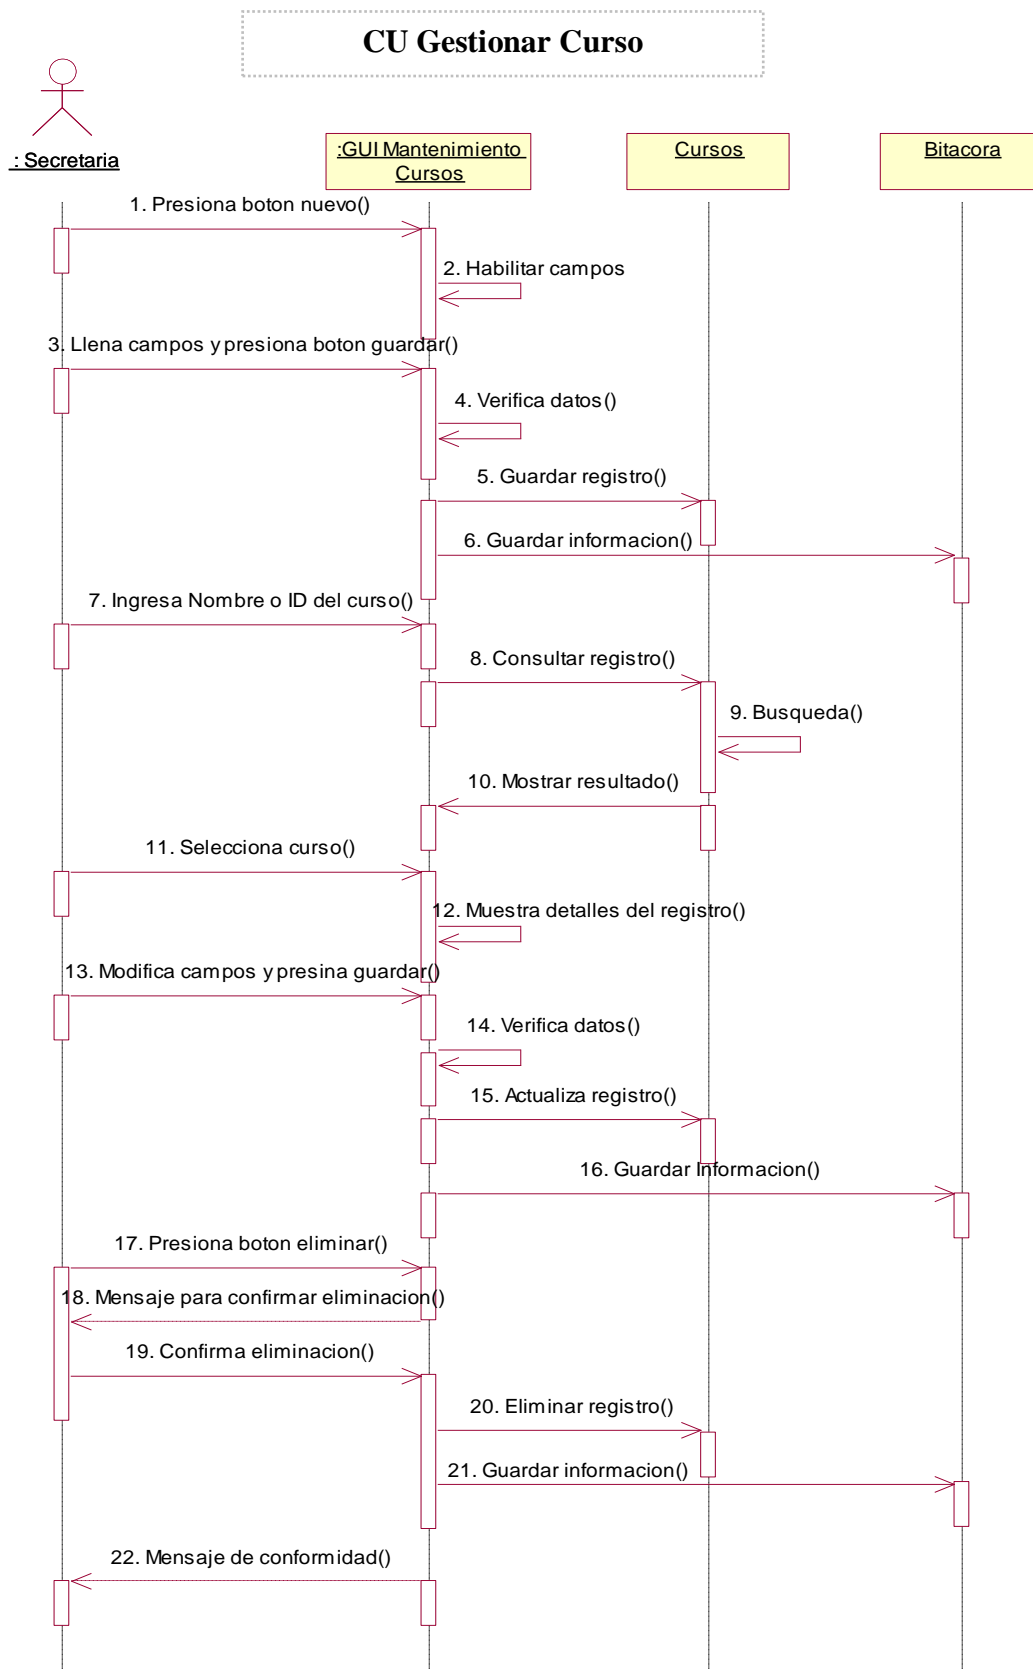 CU Gestionar Curso
: Secretaria
:GUI Mantenimiento
Cursos
Cursos
Bitacora
1. Presiona boton nuevo()
2. Habilitar campos
3. Llena campos y presiona boton guardar()
4. Verifica datos()
5. Guardar registro()
6. Guardar informacion()
7. Ingresa Nombre o ID del curso()
8. Consultar registro()
9. Busqueda()
10. Mostrar resultado()
11. Selecciona curso()
12. Muestra detalles del registro()
13. Modifica campos y presina guardar()
14. Verifica datos()
15. Actualiza registro()
16. Guardar Informacion()
17. Presiona boton eliminar()
18. Mensaje para confirmar eliminacion()
19. Confirma eliminacion()
20. Eliminar registro()
21. Guardar informacion()
22. Mensaje de conformidad()